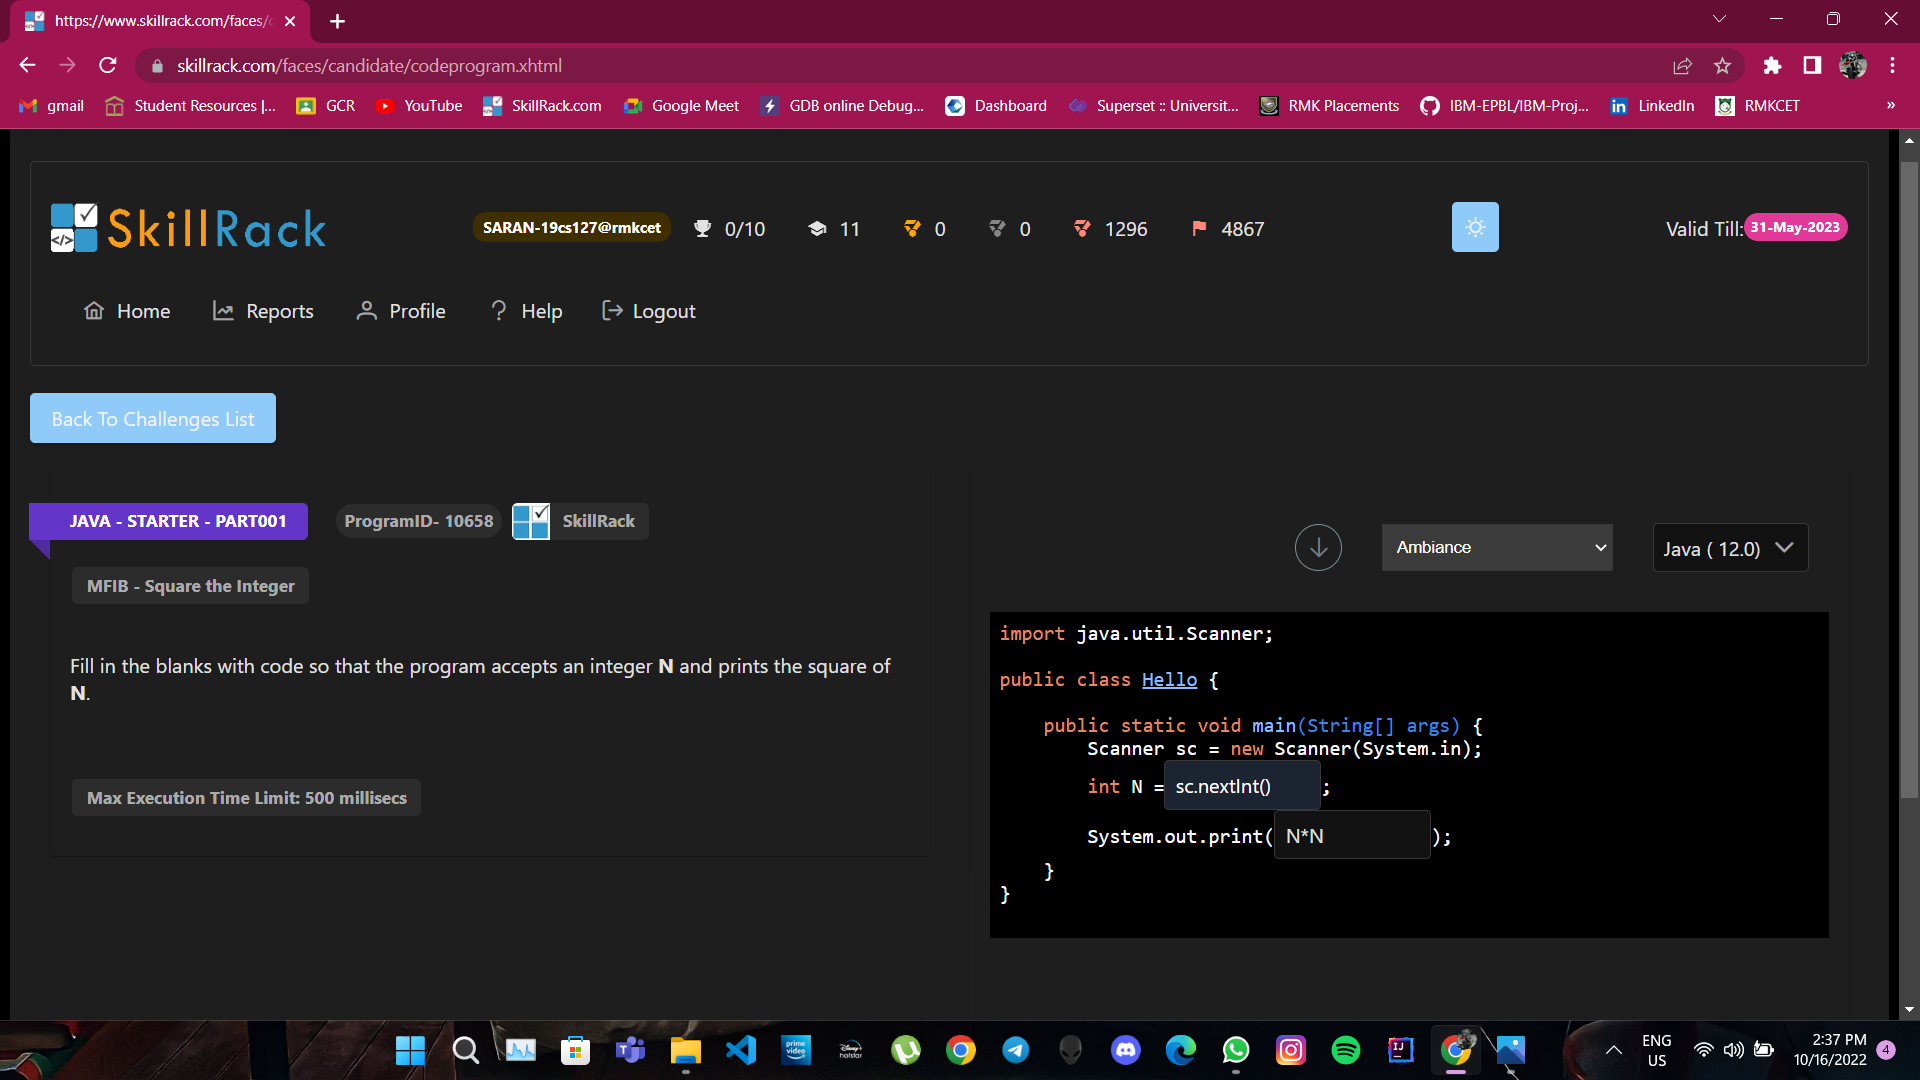 https://www.skillrack.com/faces/c
skillrack.com/faces/candidate/codeprogram.xhtml
gmail Student Resources |... GCR YouTube SkillRack.com Google Meet GDB online Debug... Dashboard Superset :: Universit... RMK Placements IBM-EPBL/IBM-Proj... LinkedIn RMKCET »
SkillRack SARAN-19cs127@rmkcet 0/10 11 0 0 1296 4867 Valid Till: 31-May-2023
Home Reports Profile ? Help Logout
Back To Challenges List
JAVA - STARTER - PART001 ProgramID- 10658 SkillRack
Ambiance Java ( 12.0)
MFIB - Square the Integer
Fill in the blanks with code so that the program accepts an integer N and prints the square of
N.
Max Execution Time Limit: 500 millisecs
import java.util.Scanner;
public class Hello {
public static void main(String[] args) {
Scanner sc = new Scanner(System.in);
int N = sc.nextInt() ;
System.out.print( N*N );
}
}
prime video
Disney+ hotstar
IJ
ENG
US
2:37 PM
10/16/2022
4